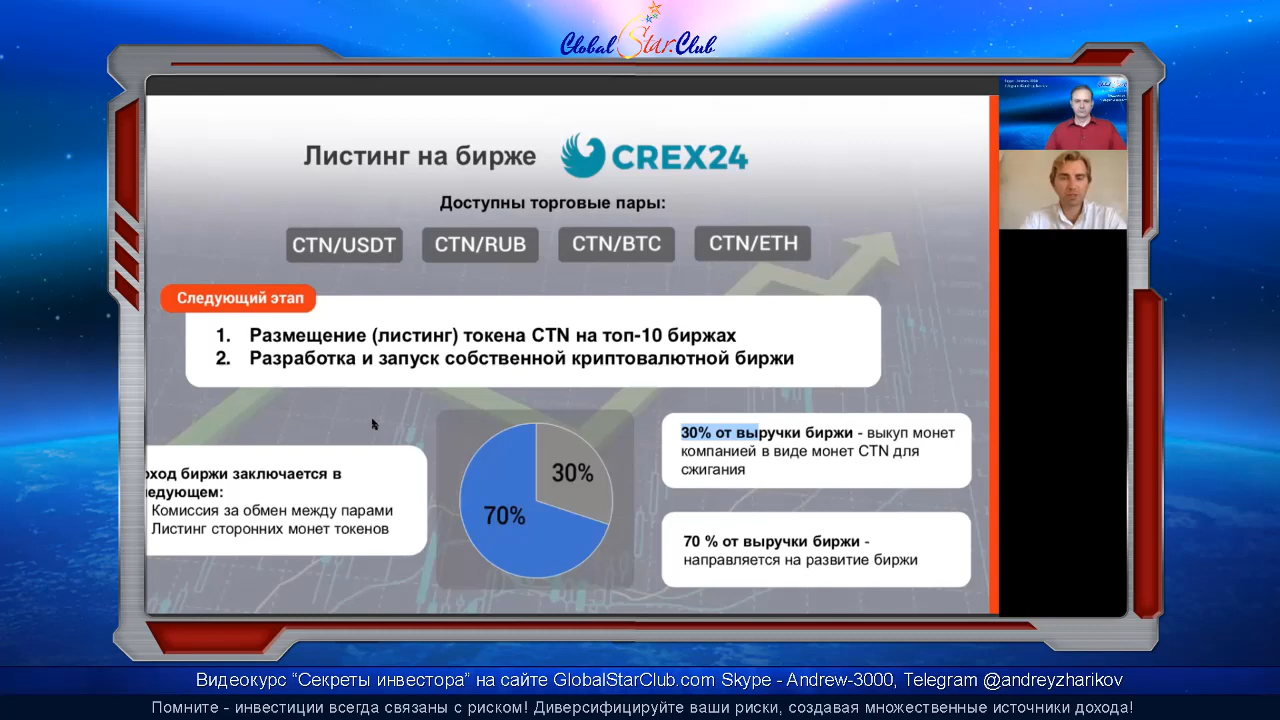 Global Star.Club
Листинг на бирже CREX24
Доступны торговые пары:
CTN/USDT CTN/RUB CTN/BTC CTN/ETH
Следующий этап
1. Размещение (листинг) токена CTN на топ-10 биржах
2. Разработка и запуск собственной криптовалютной биржи
биржи заключается в
Комиссия за обмен между парами
Листинг сторонних монет токенов
70%
30%
30% от выручки биржи - выкуп монет
компанией в виде монет CTN для
сжигания
70 % от выручки биржи -
направляется на развитие биржи
Видеокурс "Секреты инвестора" на сайте GlobalStarClub.com Skype - Andrew-3000, Telegram @andreyzharikov
Помните - инвестиции всегда связаны с риском! Диверсифицируйте ваши риски, создавая множественные источники дохода!